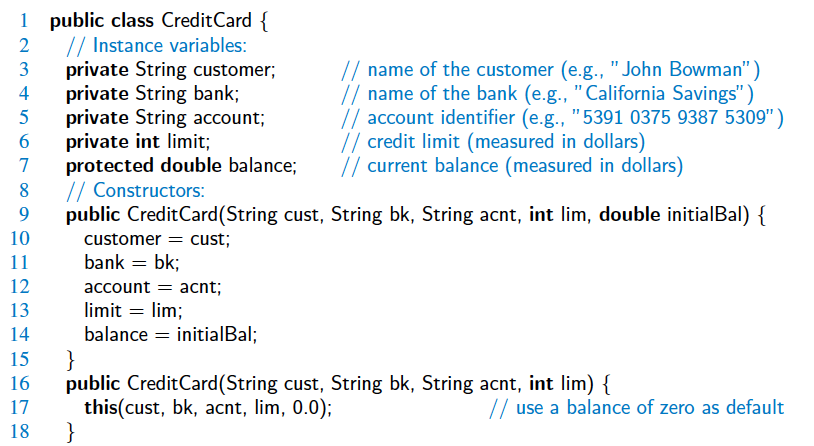 1 public class CreditCard {
2 // Instance variables:
3 private String customer; // name of the customer (e.g., "John Bowman")
4 private String bank; // name of the bank (e.g., "California Savings")
5 private String account; // account identifier (e.g., "5391 0375 9387 5309")
6 private int limit; // credit limit (measured in dollars)
7 protected double balance; // current balance (measured in dollars)
8 // Constructors:
9 public CreditCard(String cust, String bk, String acnt, int lim, double initialBal) {
10 customer = cust;
11 bank = bk;
12 account = acnt;
13 limit = lim;
14 balance = initialBal;
15 }
16 public CreditCard(String cust, String bk, String acnt, int lim) {
17 this(cust, bk, acnt, lim, 0.0); // use a balance of zero as default
18 }